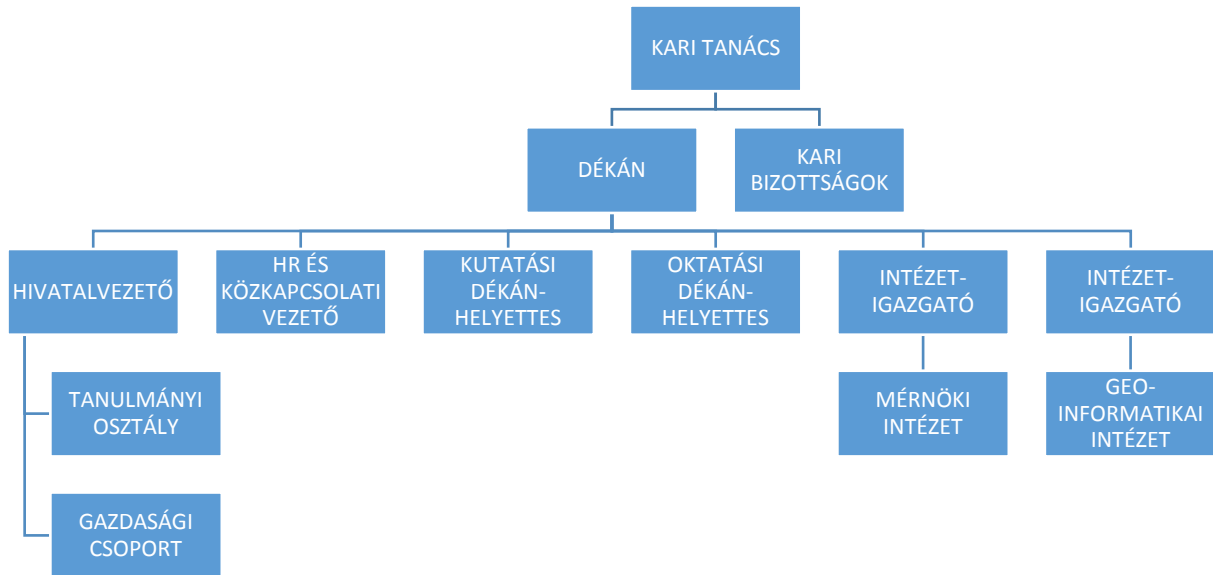 KARI TANÁCS
DÉKÁN
KARI
BIZOTTSÁGOK
HIVATALVEZETŐ
HR ÉS
KÖZKAPCSOLATI
VEZETŐ
KUTATÁSI
DÉKÁN-
HELYETTES
OKTATÁSI
DÉKÁN-
HELYETTES
INTÉZET-
IGAZGATÓ
INTÉZET-
IGAZGATÓ
TANULMÁNYI
OSZTÁLY
MÉRNÖKI
INTÉZET
GEO-
INFORMATIKAI
INTÉZET
GAZDASÁGI
CSOPORT